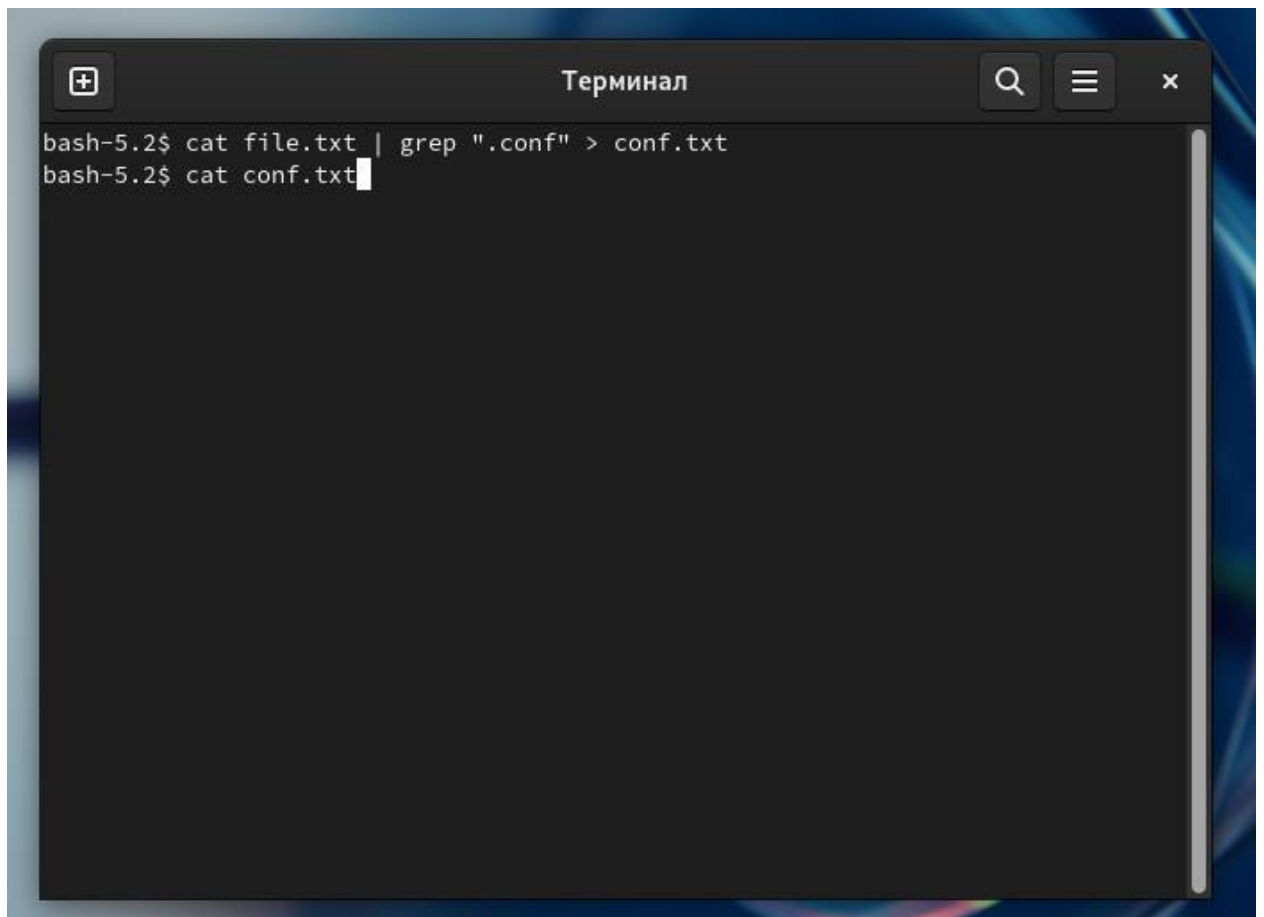 Терминал
bash-5.2$ cat file.txt | grep ".conf" > conf.txt
bash-5.2$ cat conf.txt